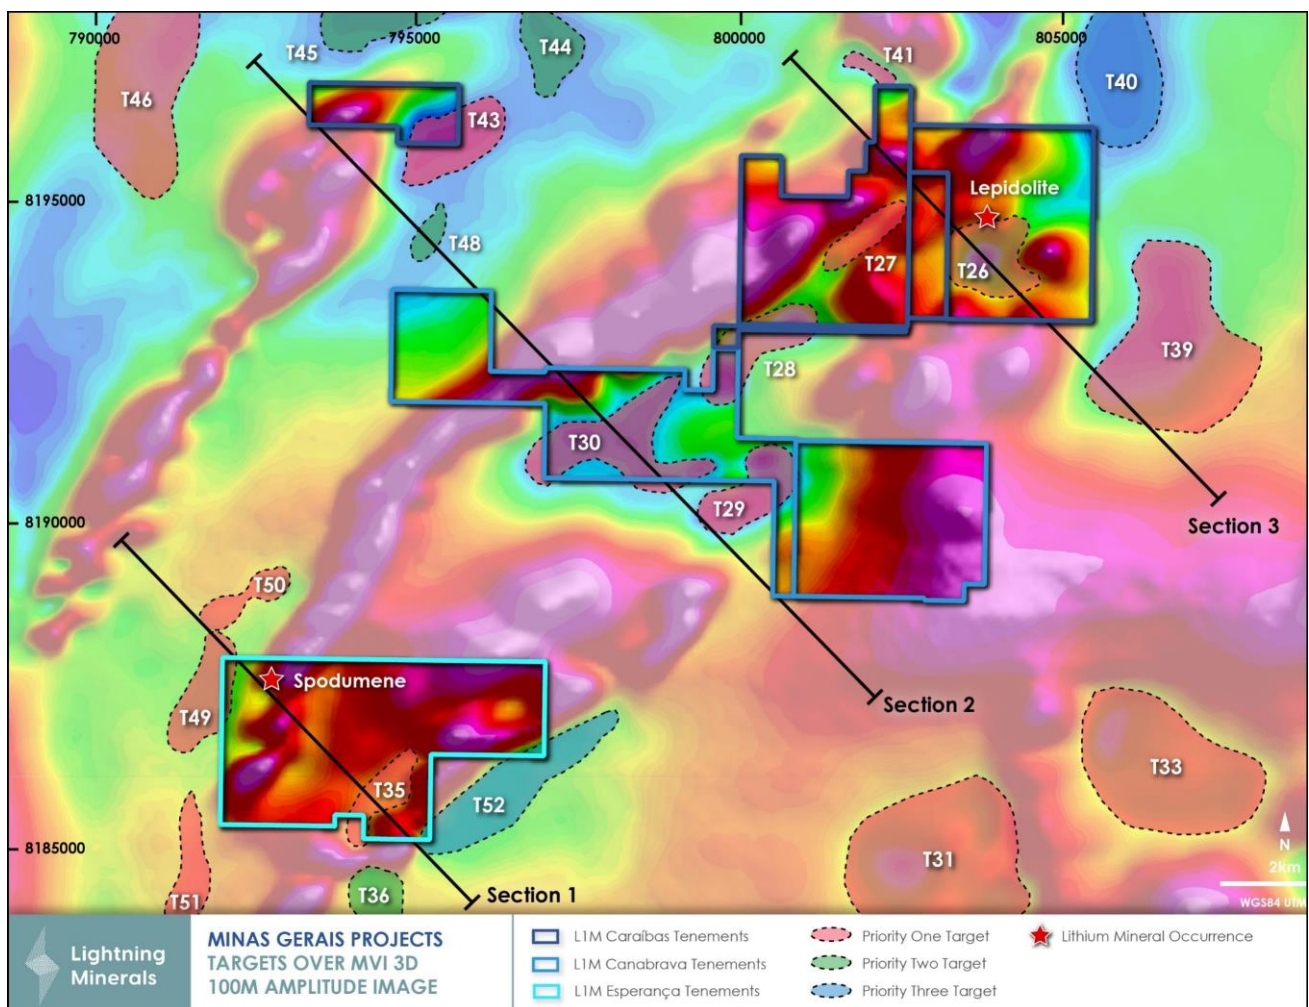 790000
795000
800000
805000
T45
T44
T41
T40
T46
T43
8195000
Lepidolite
T48
T27
T26
T39
T28
T30
T29
8190000
Section 3
T50
Spodumene
T49
Section 2
T33
T35
T52
8185000
T31
N
2km
T51
T36
Section 1
WGS84 UTM
Lightning
Minerals
MINAS GERAIS PROJECTS
TARGETS OVER MVI 3D
100M AMPLITUDE IMAGE
L1M Caraíbas Tenements
L1M Canabrava Tenements
L1M Esperança Tenements
Priority One Target
Priority Two Target
Priority Three Target
Lithium Mineral Occurrence